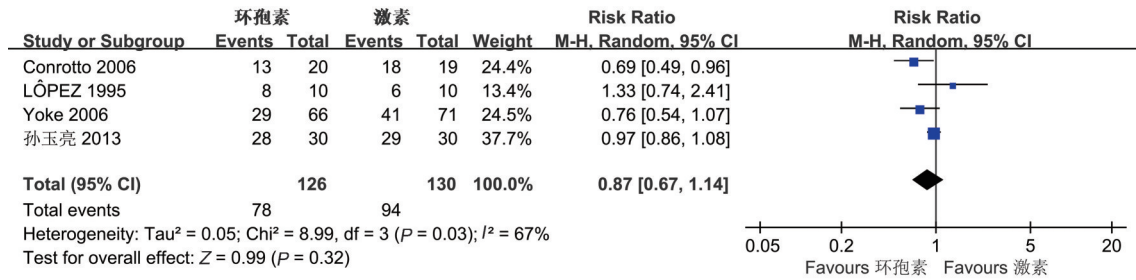 环孢素 激素 Risk Ratio Risk Ratio
Study or Subgroup Events Total Events Total Weight M-H, Random, 95% CI M-H, Random, 95% CI
Conrotto 2006 13 20 18 19 24.4% 0.69 [0.49, 0.96]
LÔPEZ 1995 8 10 6 10 13.4% 1.33 [0.74, 2.41]
Yoke 2006 29 66 41 71 24.5% 0.76 [0.54, 1.07]
孙玉亮 2013 28 30 29 30 37.7% 0.97 [0.86, 1.08]
Total (95% CI) 126 130 100.0% 0.87 [0.67, 1.14]
Total events 78 94
Heterogeneity: Tau² = 0.05; Chi² = 8.99, df = 3 (P = 0.03); I² = 67%
Test for overall effect: Z = 0.99 (P = 0.32)
0.05 0.2 1 5 20
Favours 环孢素 Favours 激素